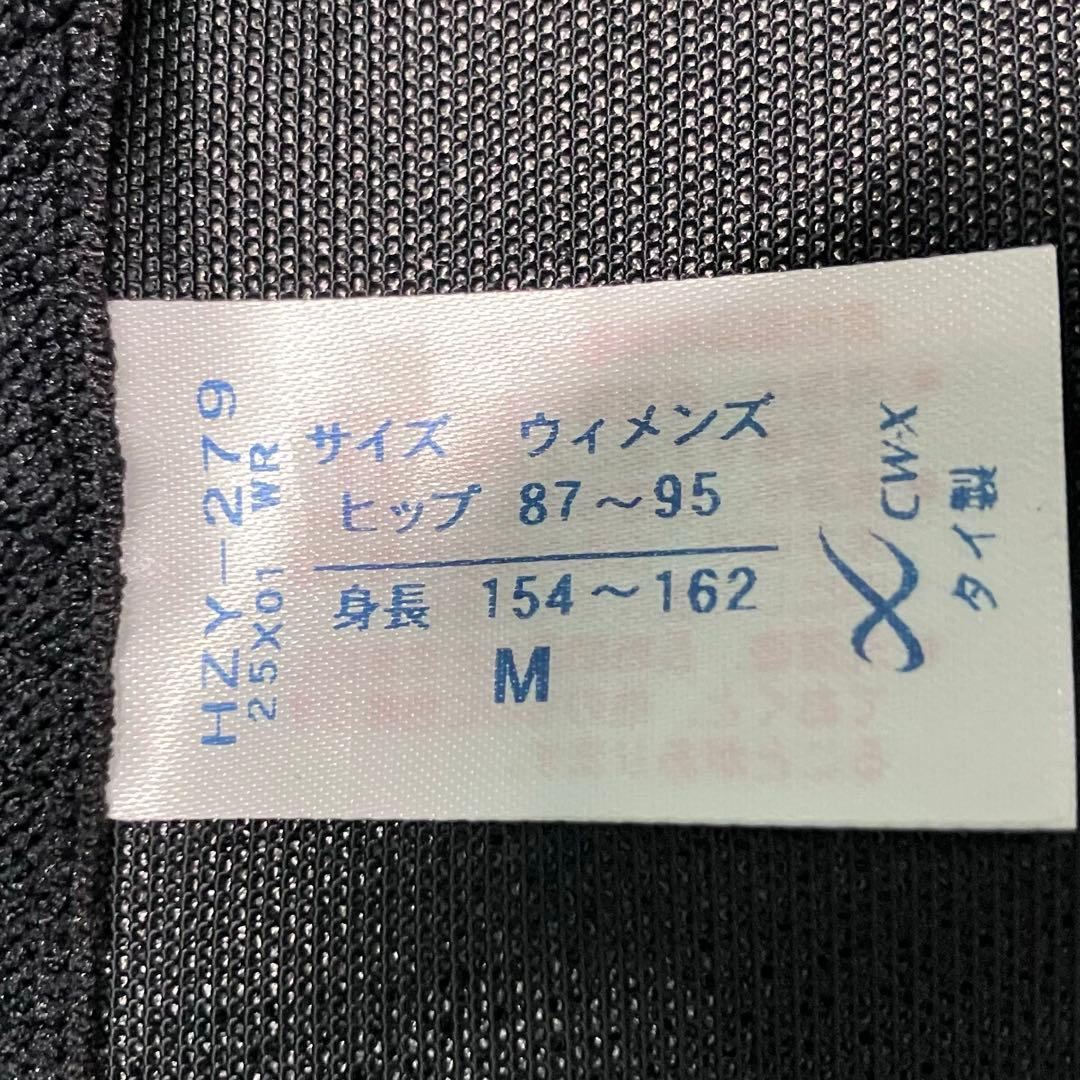 HZY-279
25X01 WR
サイズ ウィメンズ
ヒップ 87～95
身長 154～162
M
CW-X
タイ製